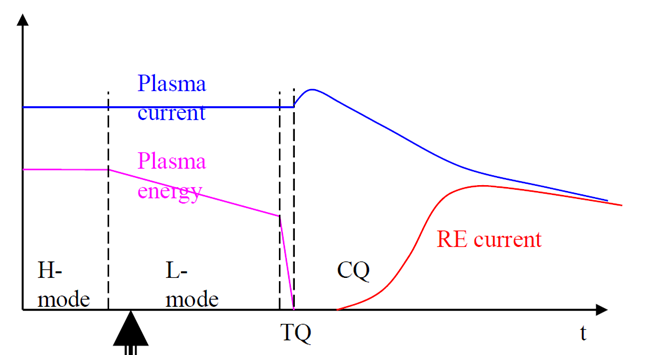 Plasma
current
Plasma
energy
RE current
H-
mode
L-
mode
CQ
TQ
t